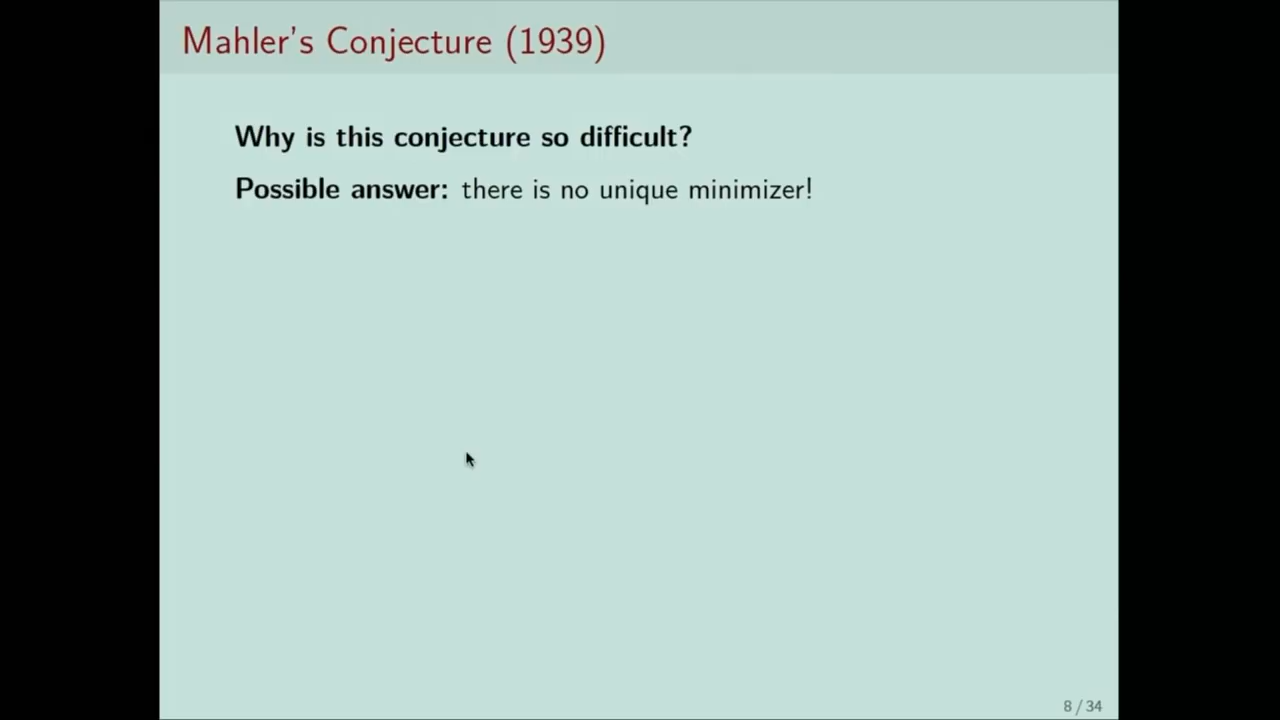 Mahler's Conjecture (1939)
Why is this conjecture so difficult?
Possible answer: there is no unique minimizer!
8 / 34